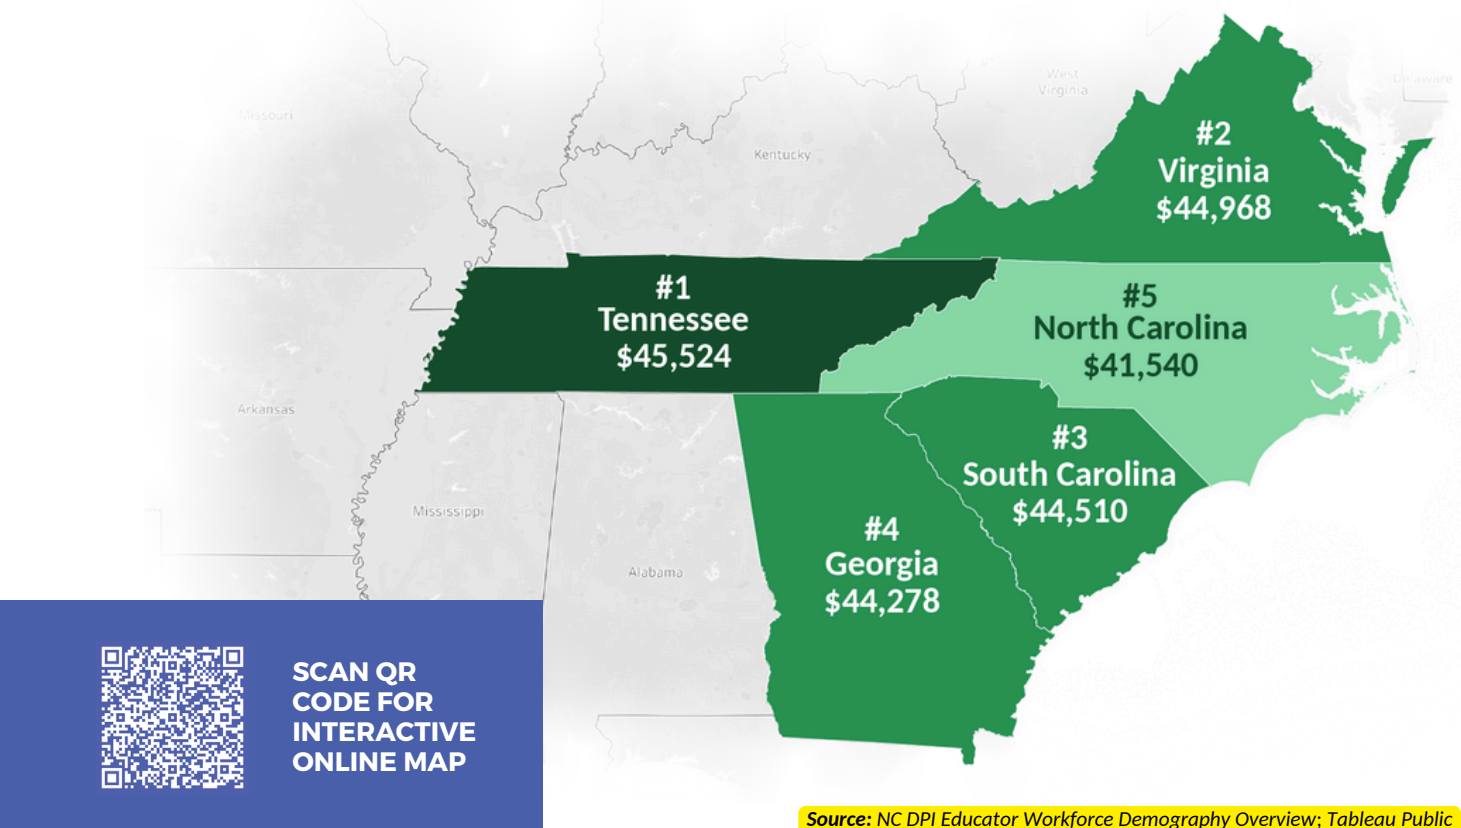 West
Virginia
Delaware
Missouri
#2
Virginia
$44,968
Kentucky
#1
Tennessee
$45,524
#5
North Carolina
$41,540
Arkansas
#3
South Carolina
$44,510
Mississippi
#4
Georgia
$44,278
Alabama
SCAN QR
CODE FOR
INTERACTIVE
ONLINE MAP
Source: NC DPI Educator Workforce Demography Overview; Tableau Public